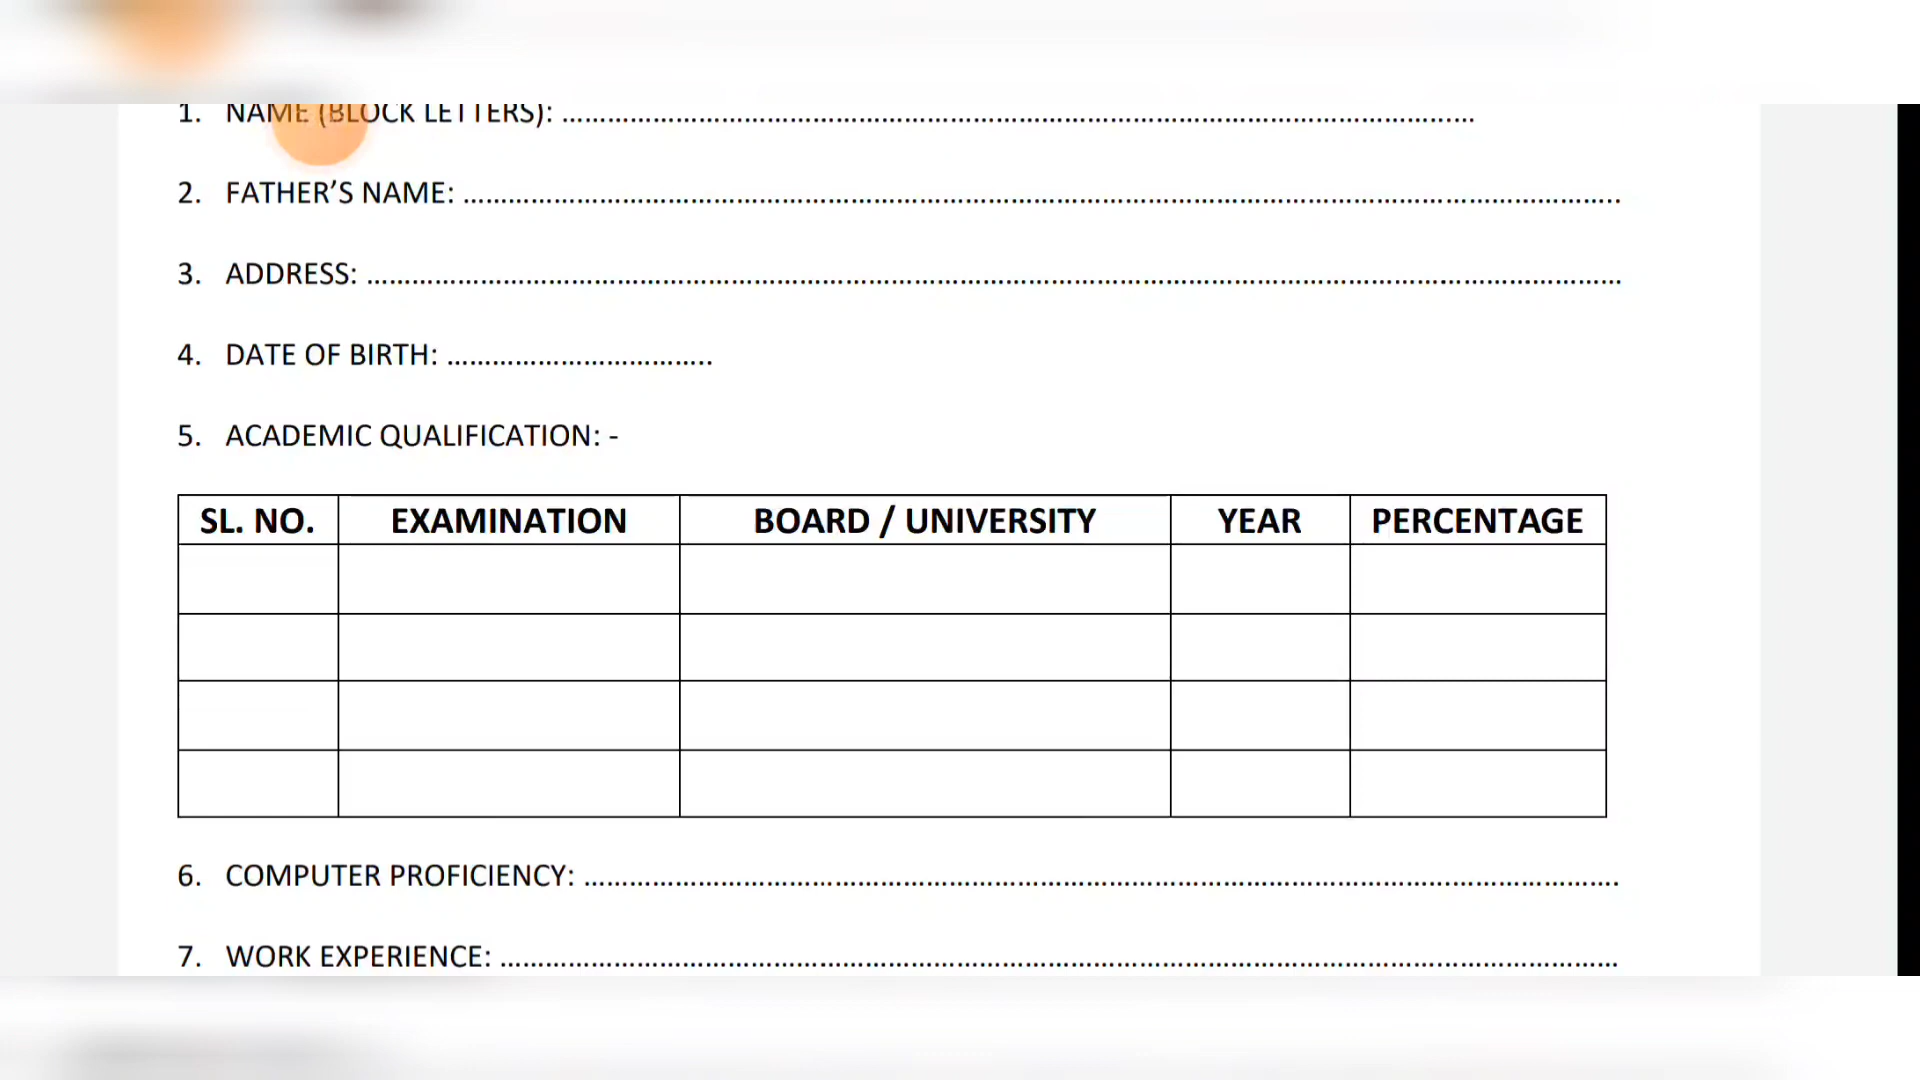 1. NAME (BLOCK LETTERS): ..........................................................................................................................
2. FATHER’S NAME: ..........................................................................................................................................................
3. ADDRESS: .......................................................................................................................................................................
4. DATE OF BIRTH: ...................................
5. ACADEMIC QUALIFICATION: -
SL. NO. EXAMINATION BOARD / UNIVERSITY YEAR PERCENTAGE
6. COMPUTER PROFICIENCY: ..........................................................................................................................................
7. WORK EXPERIENCE: .....................................................................................................................................................